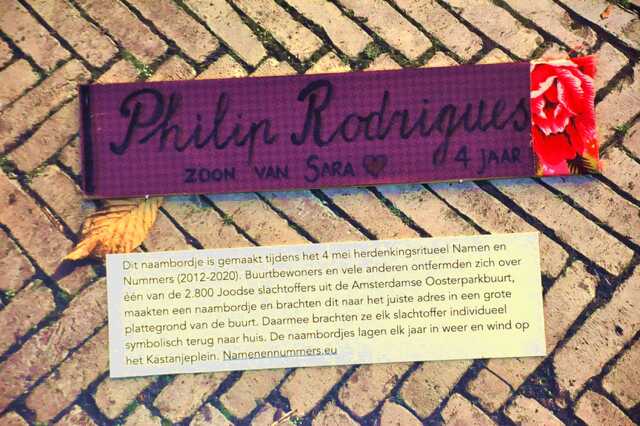 Philip Rodrigues
ZOON VAN SARA ♥ 4 JAAR
Dit naambordje is gemaakt tijdens het 4 mei herdenkingsritueel Namen en
Nummers (2012-2020). Buurtbewoners en vele anderen ontfermden zich over
één van de 2.800 Joodse slachtoffers uit de Amsterdamse Oosterparkbuurt,
maakten een naambordje en brachten dit naar het juiste adres in een grote
plattegrond van de buurt. Daarmee brachten ze elk slachtoffer individueel
symbolisch terug naar huis. De naambordjes lagen elk jaar in weer en wind op
het Kastanjeplein. Namenennummers.eu